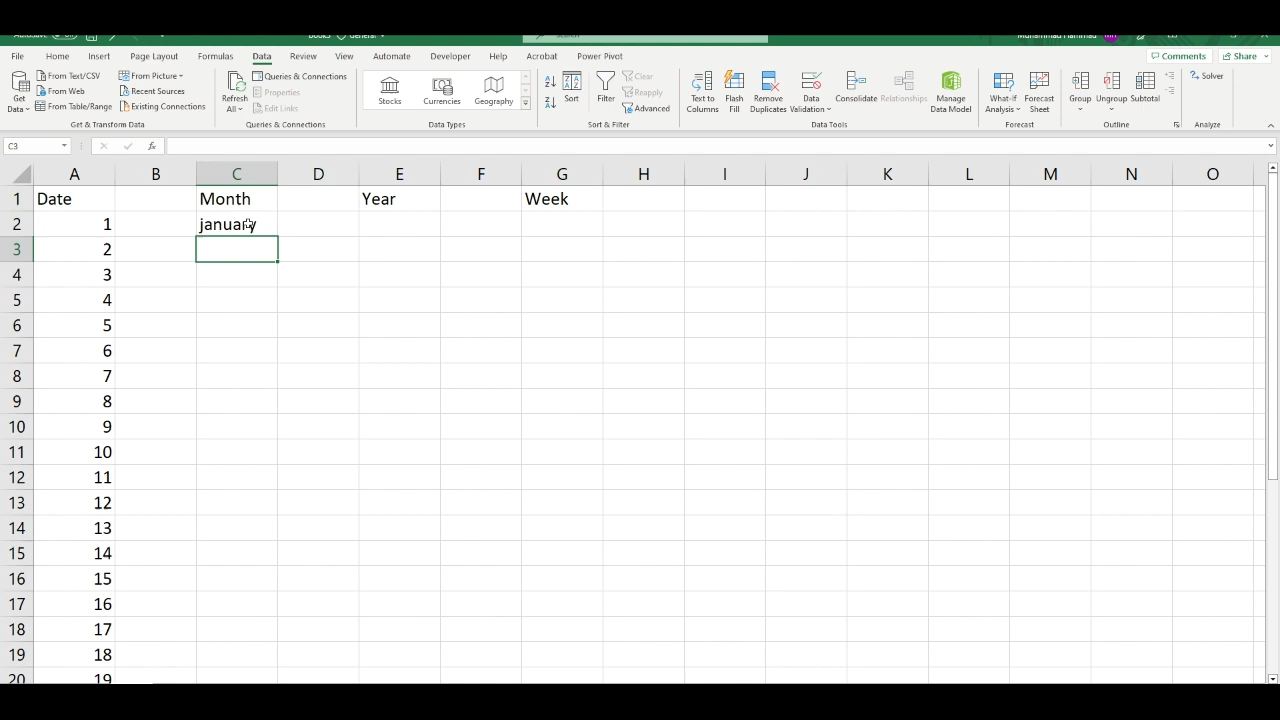 General
Muhammad Hammad
File Home Insert Page Layout Formulas Data Review View Automate Developer Help Acrobat Power Pivot Comments Share
Get Data From Text/CSV From Web From Table/Range From Picture Recent Sources Existing Connections
Get & Transform Data
Refresh All Queries & Connections Properties Edit Links
Queries & Connections
Stocks Currencies Geography
Data Types
Sort Filter Clear Reapply Advanced
Sort & Filter
Text to Columns Flash Fill Remove Duplicates Data Validation Consolidate Relationships Manage Data Model
Data Tools
What-If Analysis Forecast Sheet
Forecast
Group Ungroup Subtotal
Outline
Solver
Analyze
C3 fx
A B C D E F G H I J K L M N O
1 Date Month Year Week
2 1 january
3 2
4 3
5 4
6 5
7 6
8 7
9 8
10 9
11 10
12 11
13 12
14 13
15 14
16 15
17 16
18 17
19 18
20 19